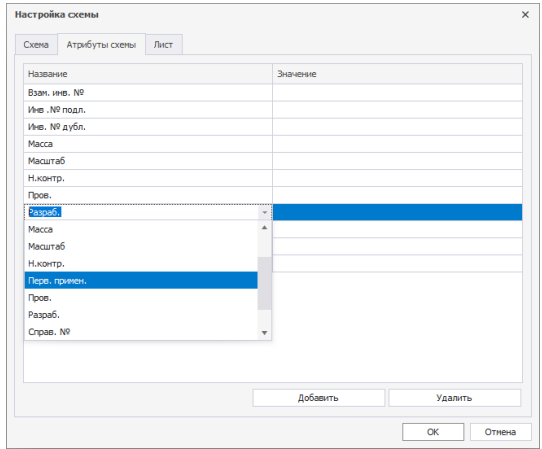 Настройка схемы
Схема Атрибуты схемы Лист
Название Значение
Взам. инв. №
Инв .№ подл.
Инв. № дубл.
Масса
Масштаб
Н.контр.
Пров.
Разраб.
Масса
Масштаб
Н.контр.
Перв. примен.
Пров.
Разраб.
Справ. №
Добавить Удалить
ОК Отмена